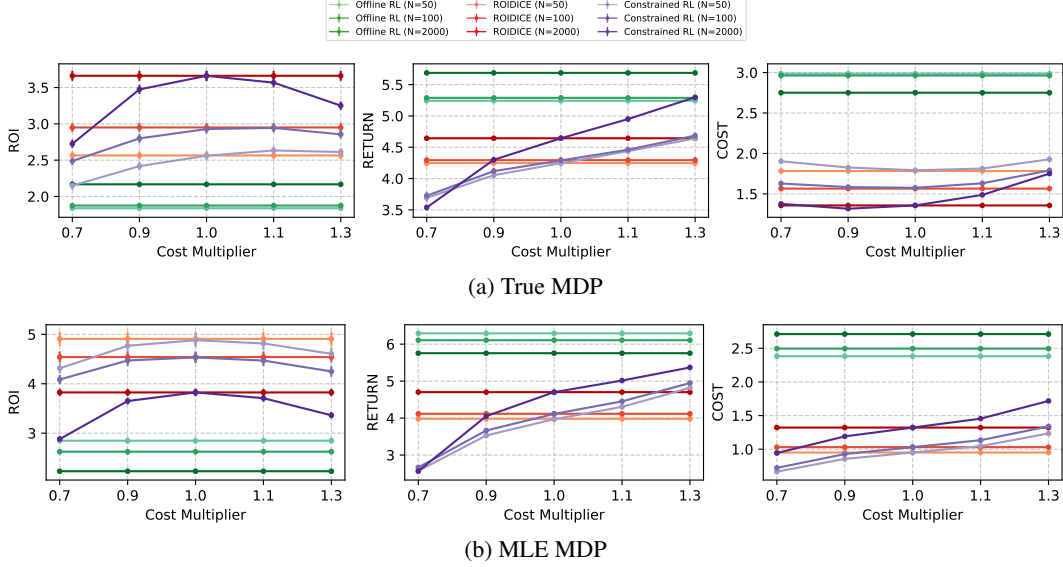 Offline RL (N=50) ROIDICE (N=50) Constrained RL (N=50)
Offline RL (N=100) ROIDICE (N=100) Constrained RL (N=100)
Offline RL (N=2000) ROIDICE (N=2000) Constrained RL (N=2000)
ROI
3.5
3.0
2.5
2.0
0.7 0.9 1.0 1.1 1.3
Cost Multiplier
RETURN
5.5
5.0
4.5
4.0
3.5
0.7 0.9 1.0 1.1 1.3
Cost Multiplier
COST
3.0
2.5
2.0
1.5
0.7 0.9 1.0 1.1 1.3
Cost Multiplier
(a) True MDP
ROI
5
4
3
0.7 0.9 1.0 1.1 1.3
Cost Multiplier
RETURN
6
5
4
3
0.7 0.9 1.0 1.1 1.3
Cost Multiplier
COST
2.5
2.0
1.5
1.0
0.7 0.9 1.0 1.1 1.3
Cost Multiplier
(b) MLE MDP